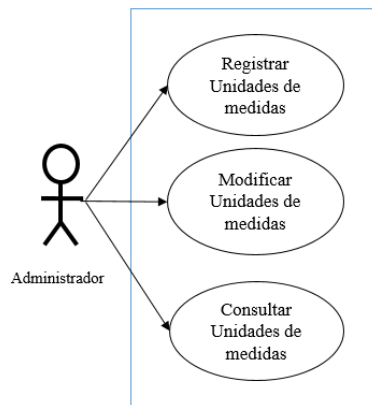 Registrar
Unidades de
medidas
Modificar
Unidades de
medidas
Administrador
Consultar
Unidades de
medidas